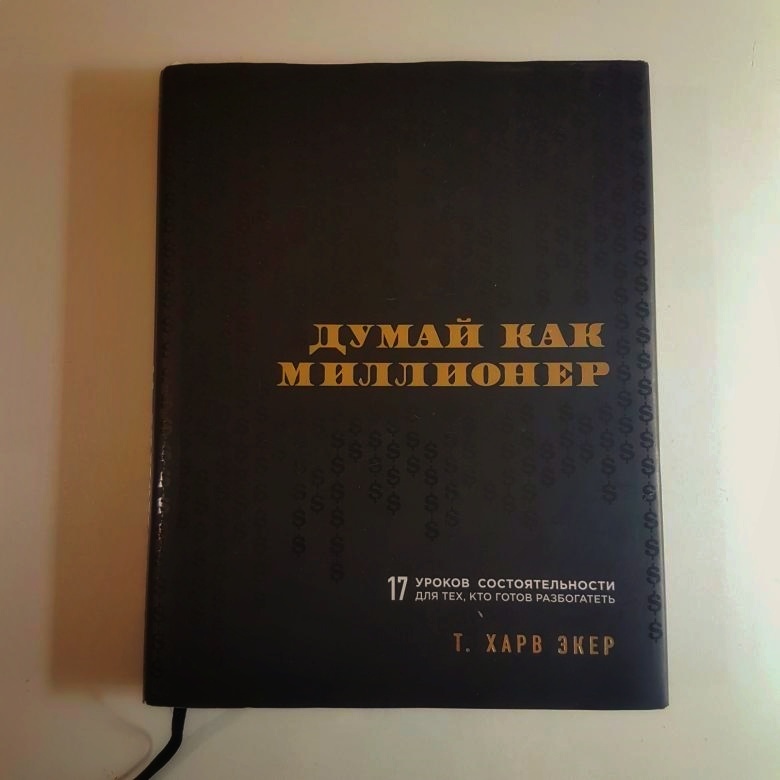 ДУМАЙ КАК
МИЛЛИОНЕР
17 УРОКОВ СОСТОЯТЕЛЬНОСТИ
ДЛЯ ТЕХ, КТО ГОТОВ РАЗБОГАТЕТЬ
Т. ХАРВ ЭКЕР